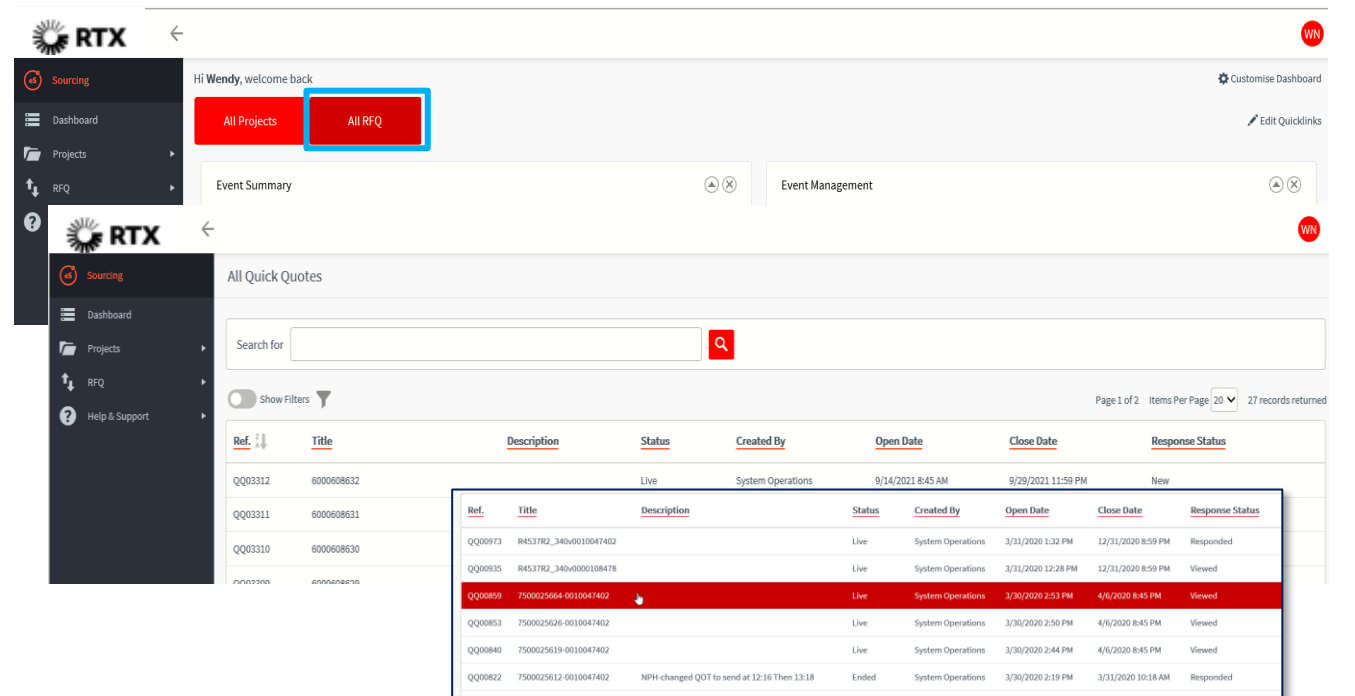 RTX
WN
Sourcing
Hi Wendy, welcome back
Customise Dashboard
Dashboard
All Projects All RFQ
Edit Quicklinks
Projects
RFQ
Event Summary
Event Management
RTX
WN
Sourcing
All Quick Quotes
Dashboard
Projects
RFQ
Help & Support
Search for
Show Filters
Page 1 of 2 Items Per Page 20 27 records returned
Ref. Title Description Status Created By Open Date Close Date Response Status
QQ03312 6000608632 Live System Operations 9/14/2021 8:45 AM 9/29/2021 11:59 PM New
QQ03311 6000608631
QQ03310 6000608630
QQ03309 6000608629
Ref. Title Description Status Created By Open Date Close Date Response Status
QQ00973 R4537R2_340v0010047402 Live System Operations 3/31/2020 1:32 PM 12/31/2020 8:59 PM Responded
QQ00935 R4537R2_340v0000108478 Live System Operations 3/31/2020 12:28 PM 12/31/2020 8:59 PM Viewed
QQ00859 7500025664-0010047402 Live System Operations 3/30/2020 2:53 PM 4/6/2020 8:45 PM Viewed
QQ00853 7500025626-0010047402 Live System Operations 3/30/2020 2:50 PM 4/6/2020 8:45 PM Viewed
QQ00840 7500025619-0010047402 Live System Operations 3/30/2020 2:44 PM 4/6/2020 8:45 PM Viewed
QQ00822 7500025612-0010047402 NPH-changed QOT to send at 12:16 Then 13:18 Ended System Operations 3/30/2020 2:19 PM 3/31/2020 10:18 AM Responded